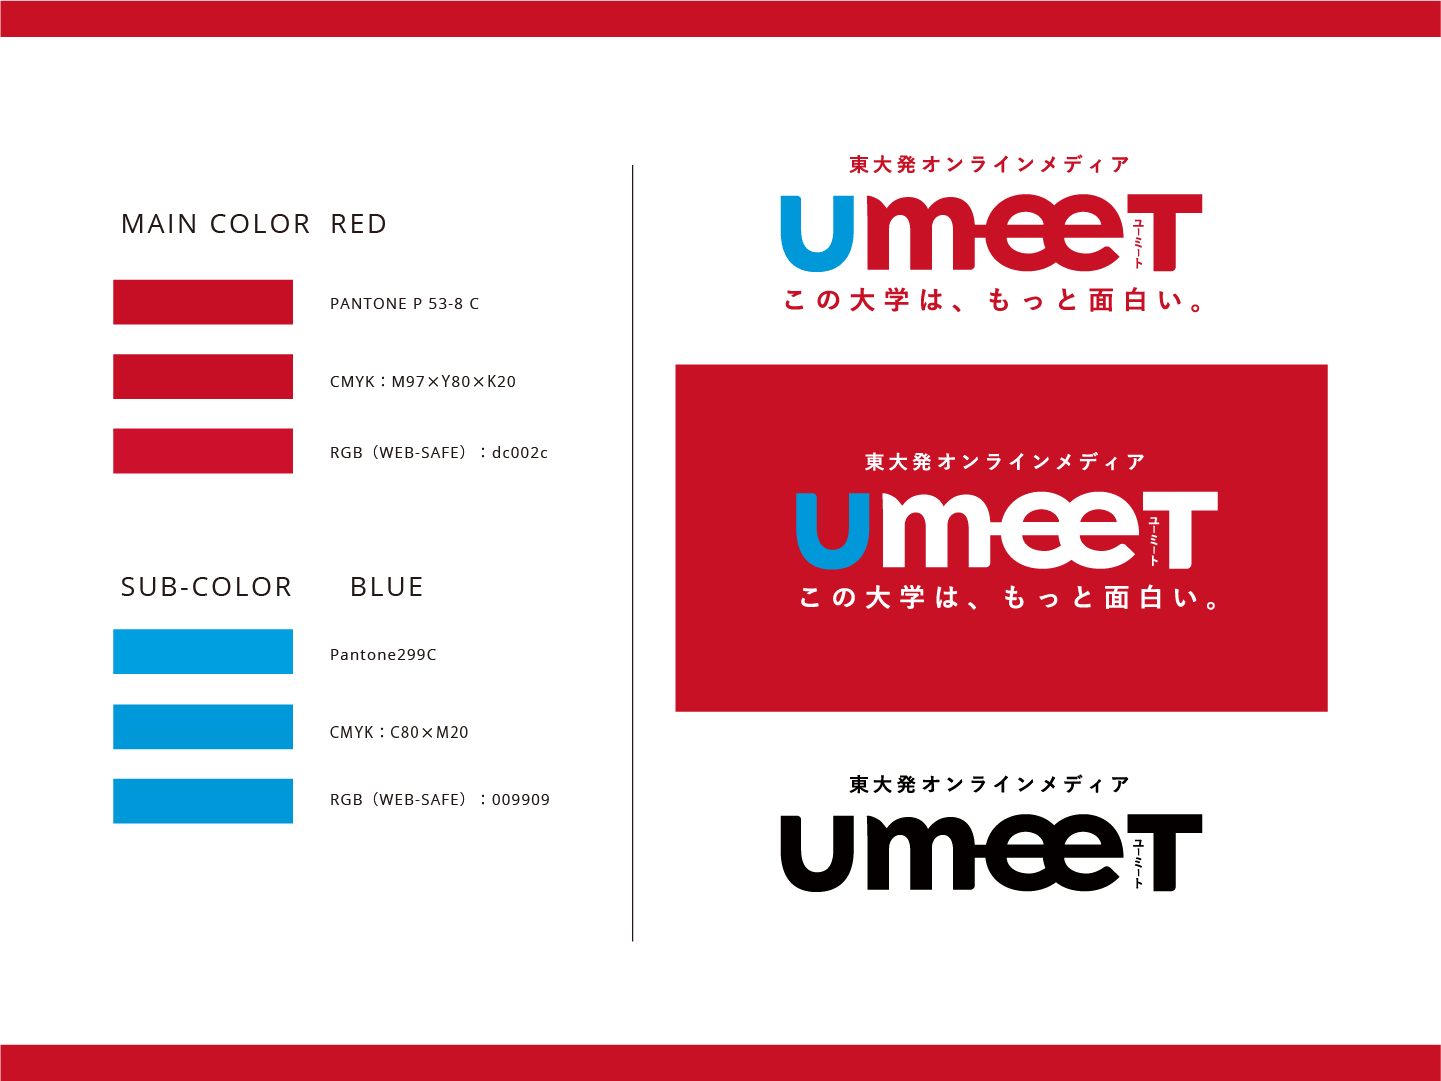 MAIN COLOR RED
PANTONE P 53-8 C
CMYK：M97×Y80×K20
RGB（WEB-SAFE）：dc002c
SUB-COLOR BLUE
Pantone299C
CMYK：C80×M20
RGB（WEB-SAFE）：009909
東大発オンラインメディア
UmeeT
ユーミート
この大学は、もっと面白い。
東大発オンラインメディア
UmeeT
ユーミート
この大学は、もっと面白い。
東大発オンラインメディア
UmeeT
ユーミート